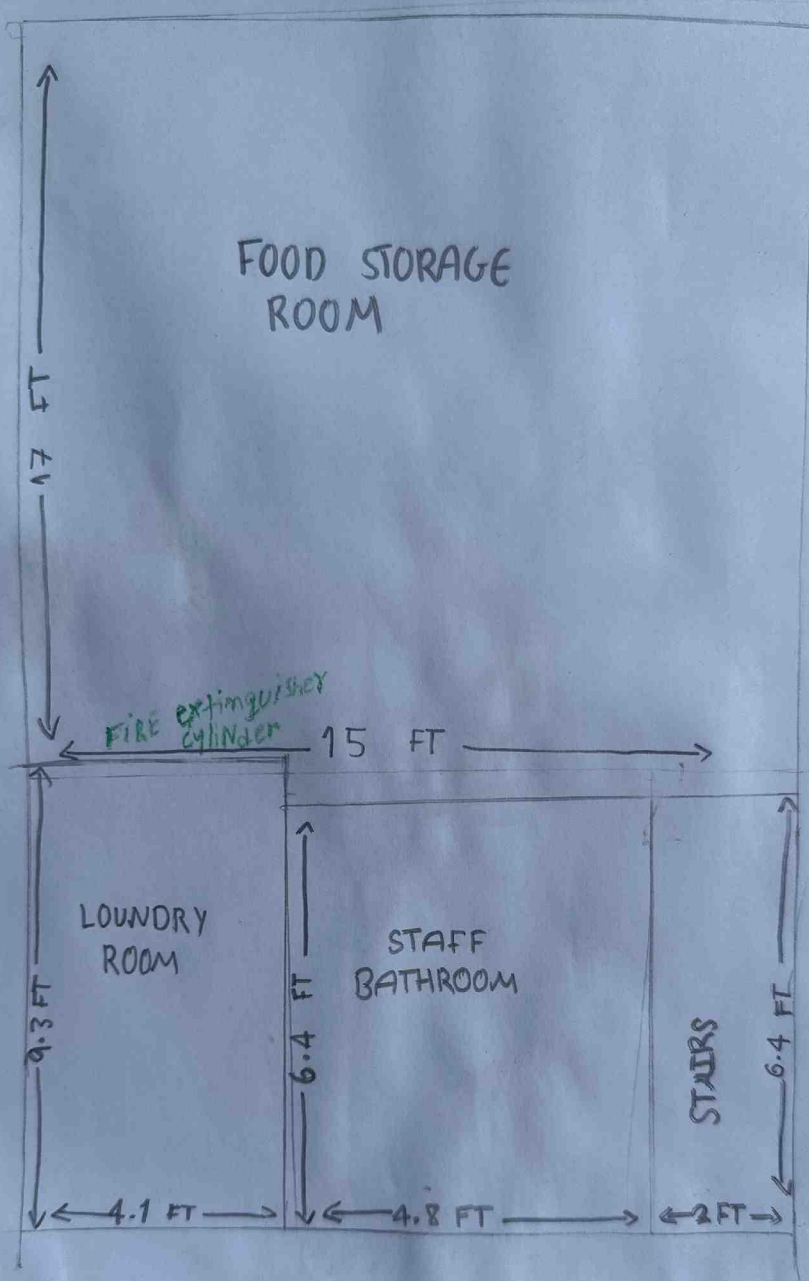 FOOD STORAGE
ROOM
17 FT
FIRE extinguisher
cylinder
15 FT
LOUNDRY
ROOM
STAFF
BATHROOM
STAIRS
9.3 FT
6.4 FT
6.4 FT
4.1 FT
4.8 FT
2 FT